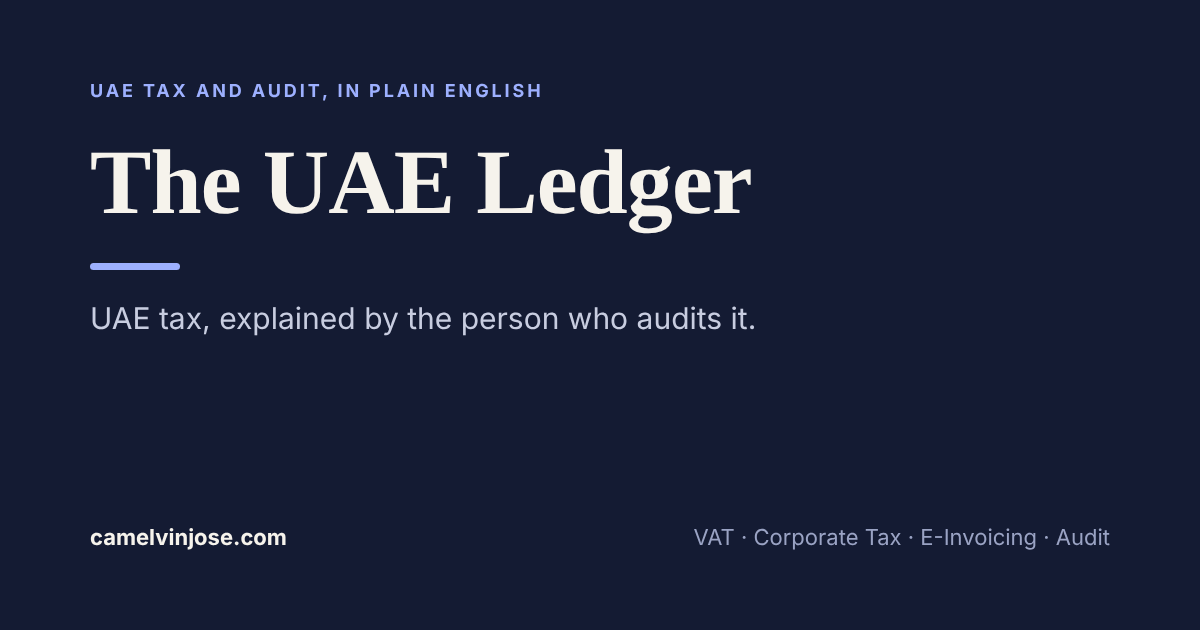 UAE TAX AND AUDIT, IN PLAIN ENGLISH
The UAE Ledger
UAE tax, explained by the person who audits it.
camelvinjose.com
VAT · Corporate Tax · E-Invoicing · Audit